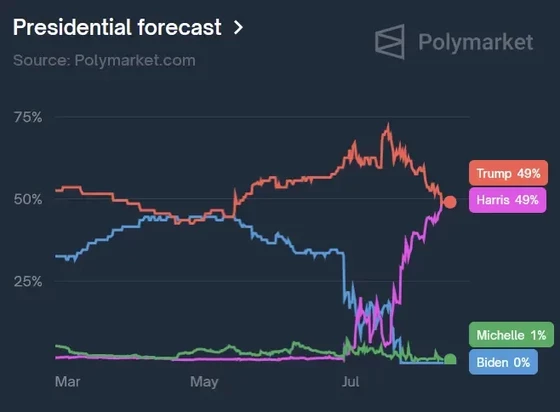 Presidential forecast >
Polymarket
Source: Polymarket.com
75%
50%
25%
Trump 49%
Harris 49%
Michelle 1%
Biden 0%
Mar
May
Jul